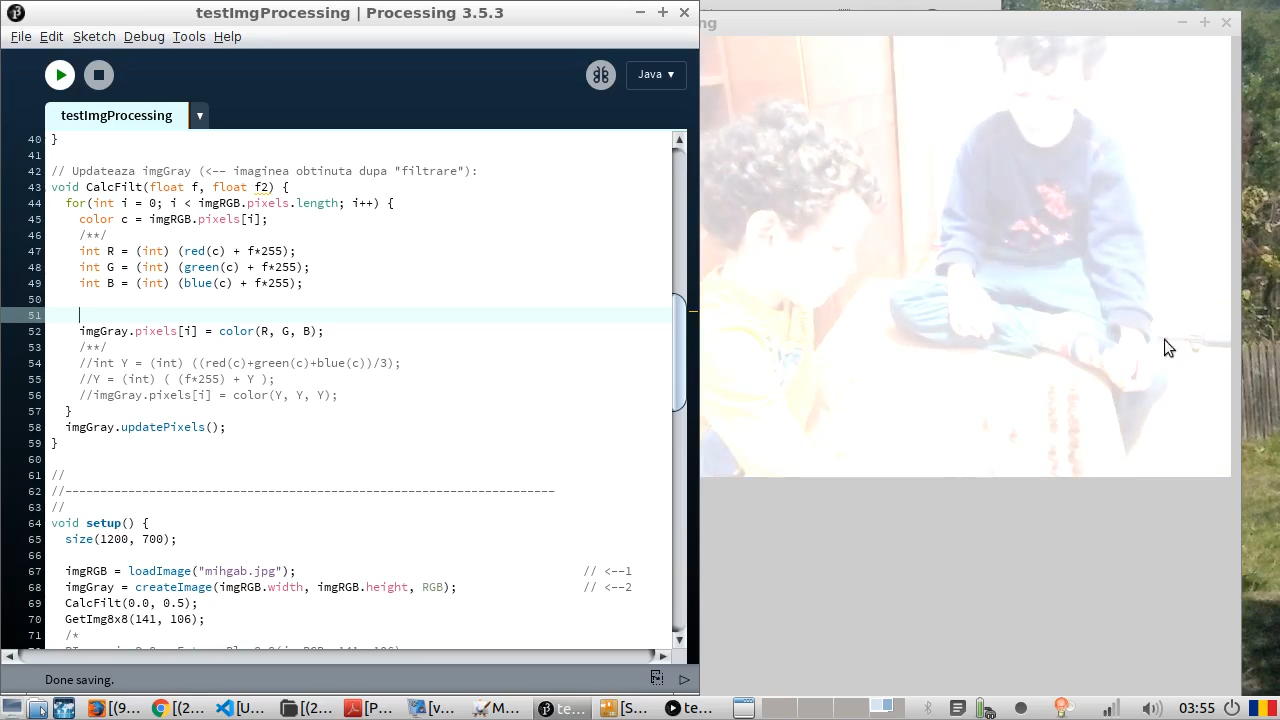 testImgProcessing | Processing 3.5.3
ng
File Edit Sketch Debug Tools Help
Java ▾
testImgProcessing ▼
40 }
41
42 // Updateaza imgGray (<-- imaginea obtinuta dupa "filtrare"):
43 void CalcFilt(float f, float f2) {
44 for(int i = 0; i < imgRGB.pixels.length; i++) {
45 color c = imgRGB.pixels[i];
46 /**/
47 int R = (int) (red(c) + f*255);
48 int G = (int) (green(c) + f*255);
49 int B = (int) (blue(c) + f*255);
50
51
52 imgGray.pixels[i] = color(R, G, B);
53 /**/
54 //int Y = (int) ((red(c)+green(c)+blue(c))/3);
55 //Y = (int) ( (f*255) + Y );
56 //imgGray.pixels[i] = color(Y, Y, Y);
57 }
58 imgGray.updatePixels();
59 }
60
61 //
62 //----------------------------------------------------------------------
63 //
64 void setup() {
65 size(1200, 700);
66
67 imgRGB = loadImage("mihgab.jpg"); // <--1
68 imgGray = createImage(imgRGB.width, imgRGB.height, RGB); // <--2
69 CalcFilt(0.0, 0.5);
70 GetImg8x8(141, 106);
71 /*
Done saving.
[(9... [(2... [U... [(2... [P... [v... M... te... [S... te... 03:55